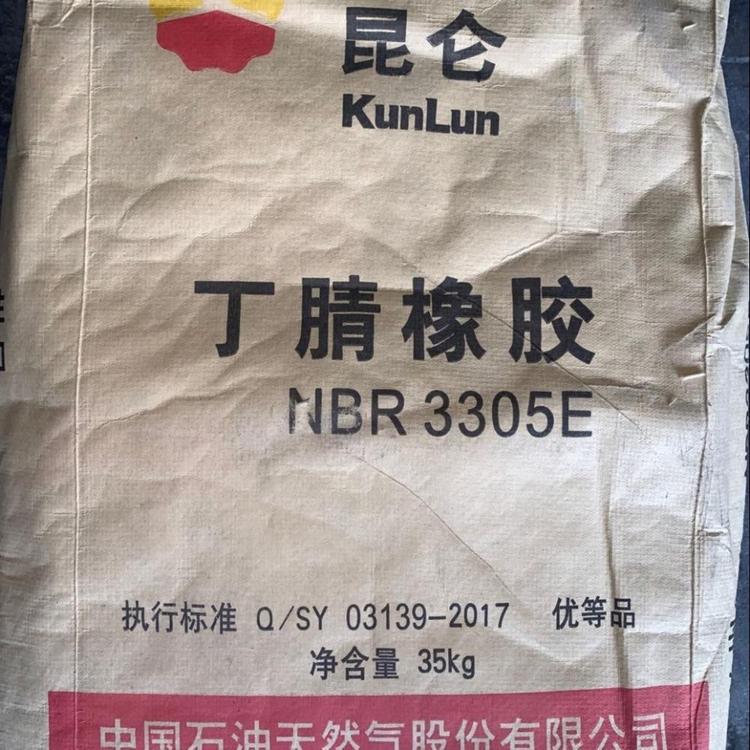 昆仑
KunLun
丁腈橡胶
NBR 3305E
执行标准 Q/SY 03139-2017 优等品
净含量 35kg
中国石油天然气股份有限公司